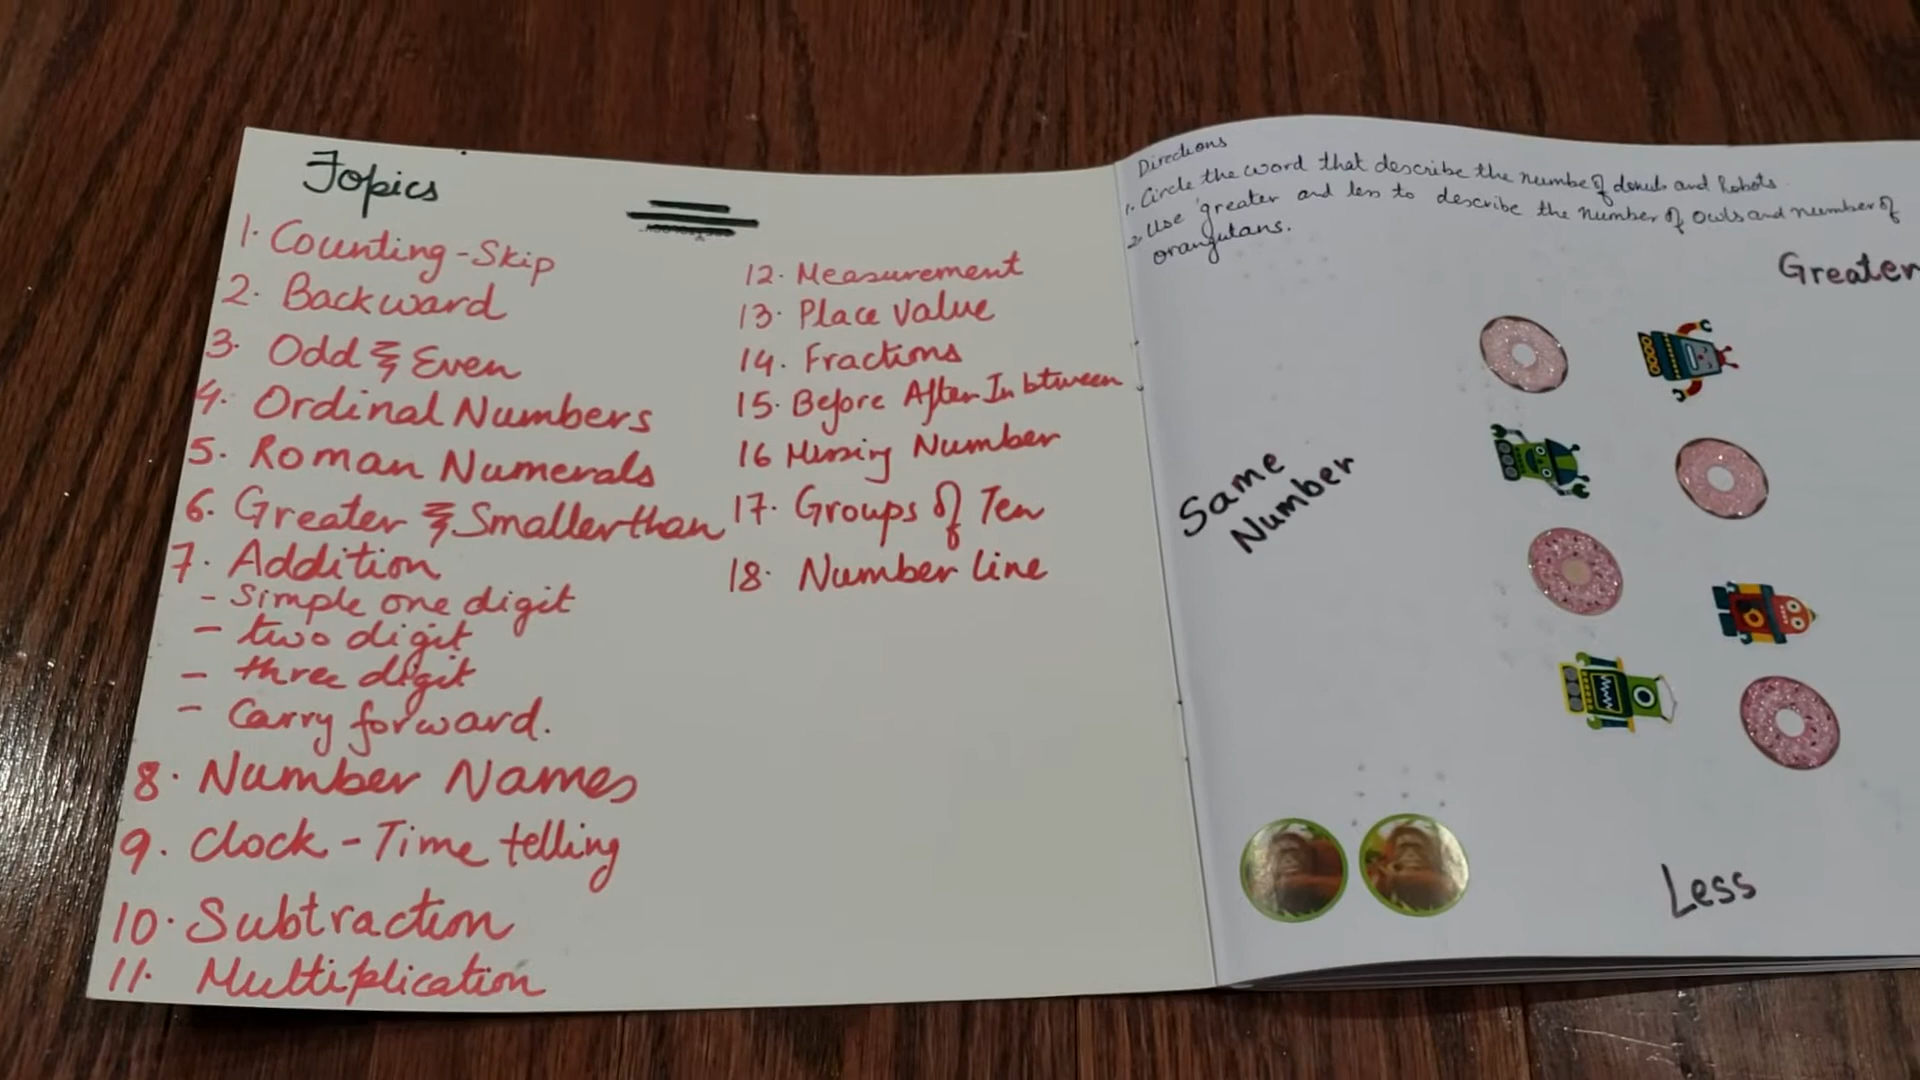 Topics
1. Counting-Skip
2. Backward
3. Odd & Even
4. Ordinal Numbers
5. Roman Numerals
6. Greater & Smaller than
7. Addition
- Simple one digit
- two digit
- three digit
- Carry forward.
8. Number Names
9. Clock - Time telling
10. Subtraction
11. Multiplication
12. Measurement
13. Place Value
14. Fractions
15. Before After In btween
16 Missing Number
17. Groups of Ten
18. Number line
Directions
1. Circle the word that describe the numbe of donuts and Robots.
2. Use greater and less to describe the number of owls and number of
orangutans.
Greater
Same
Number
Less